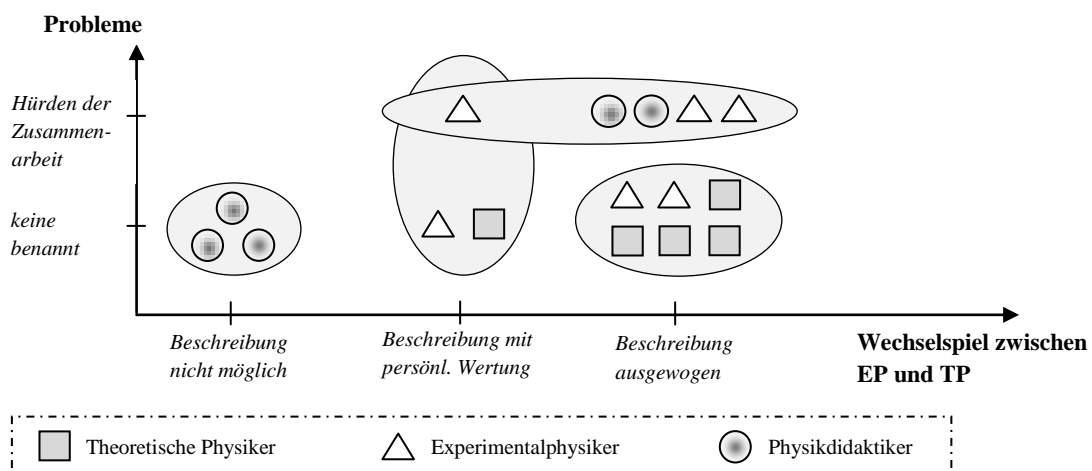 Probleme
Hürden der
Zusammen-
arbeit
keine
benannt
Beschreibung
nicht möglich
Beschreibung mit
persönl. Wertung
Beschreibung
ausgewogen
Wechselspiel zwischen
EP und TP
Theoretische Physiker
Experimentalphysiker
Physikdidaktiker